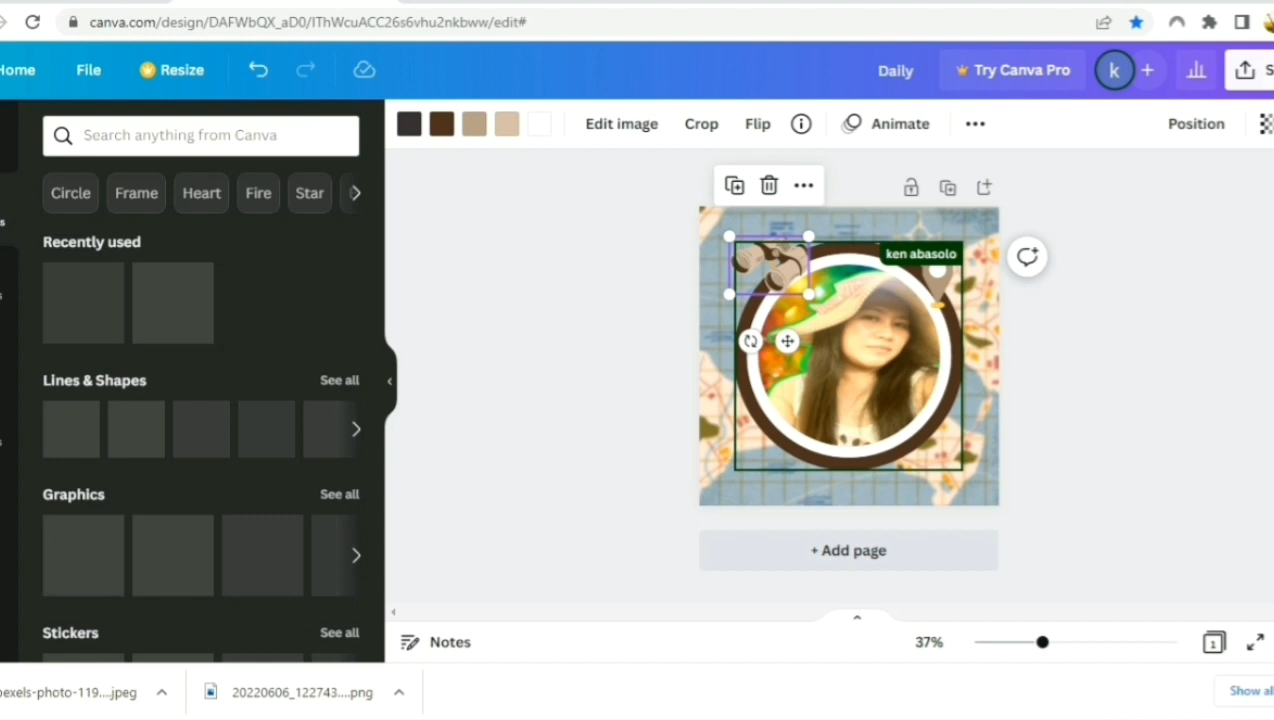 canva.com/design/DAFWbQX_aD0/IThWcuACC26s6vhu2nkbww/edit#
Home File Resize Daily Try Canva Pro k + S
Search anything from Canva
Edit image Crop Flip Animate Position
Circle Frame Heart Fire Star
Recently used
ken abasolo
Lines & Shapes See all
Graphics See all
+ Add page
Stickers See all
Notes 37% 1
pexels-photo-119....jpeg 20220606_122743....png Show all